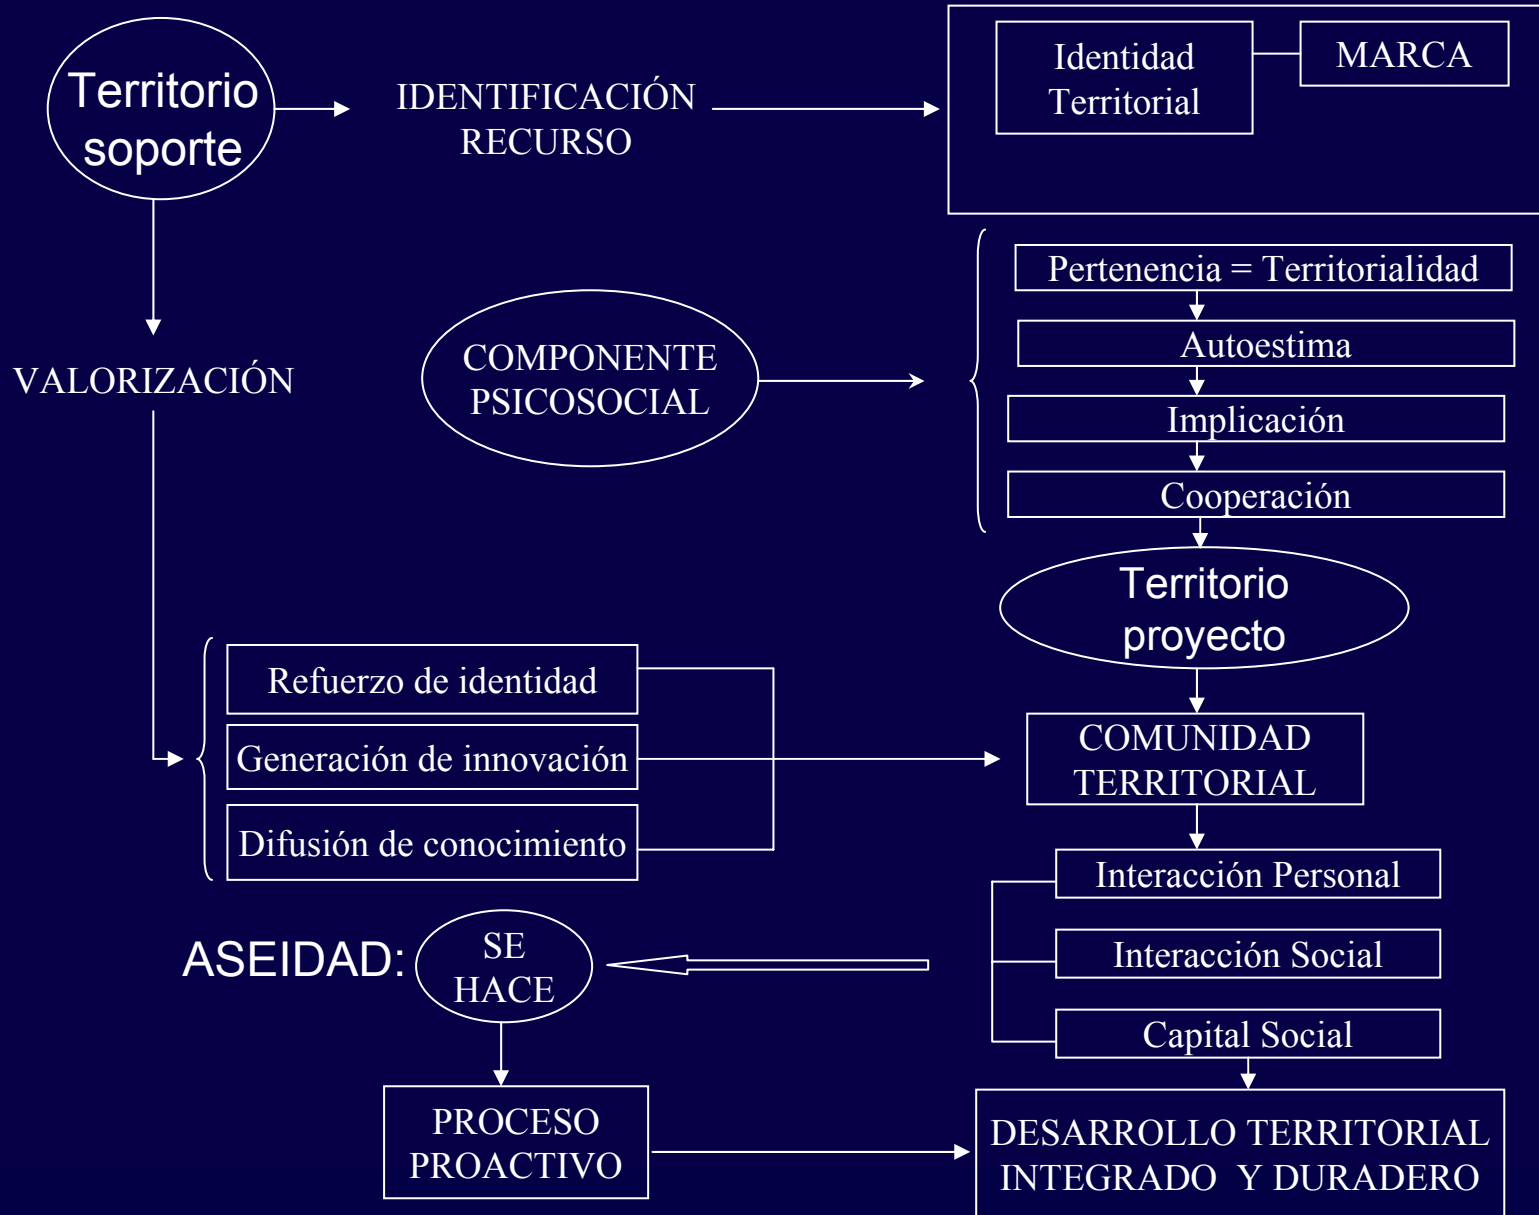 Territorio
soporte
IDENTIFICACIÓN
RECURSO
Identidad
Territorial
MARCA
Pertenencia = Territorialidad
Autoestima
Implicación
Cooperación
COMPONENTE
PSICOSOCIAL
VALORIZACIÓN
Territorio
proyecto
Refuerzo de identidad
Generación de innovación
Difusión de conocimiento
COMUNIDAD
TERRITORIAL
Interacción Personal
Interacción Social
Capital Social
ASEIDAD:
SE
HACE
PROCESO
PROACTIVO
DESARROLLO TERRITORIAL
INTEGRADO Y DURADERO